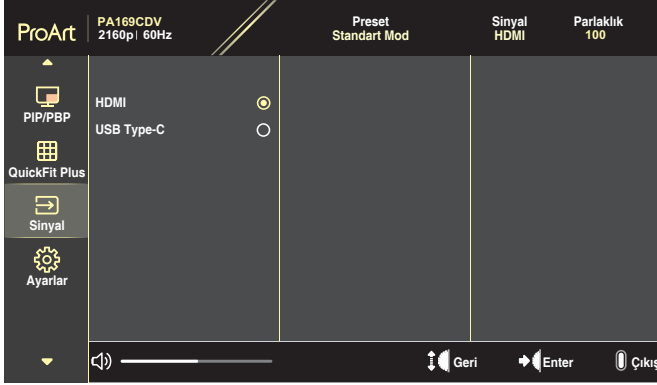 ProArt
PA169CDV
2160p| 60Hz
Preset
Standart Mod
Sinyal
HDMI
Parlaklık
100
PIP/PBP
QuickFit Plus
Sinyal
Ayarlar
HDMI
USB Type-C
Geri
Enter
Çıkış